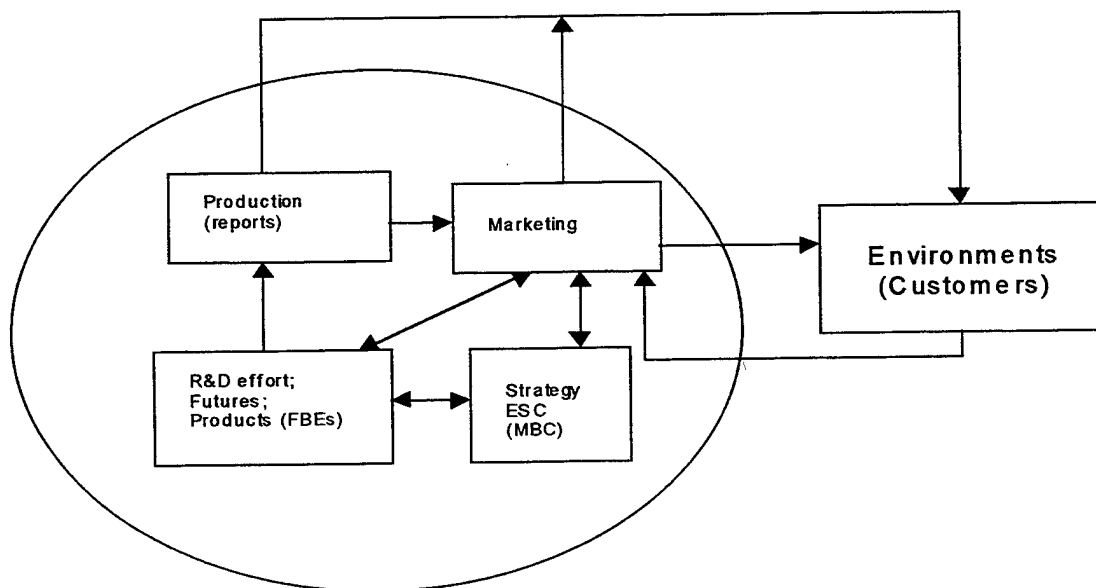 Production
(reports)
Marketing
Environments
(Customers)
R&D effort;
Futures;
Products (FBEs)
Strategy
ESC
(MBC)